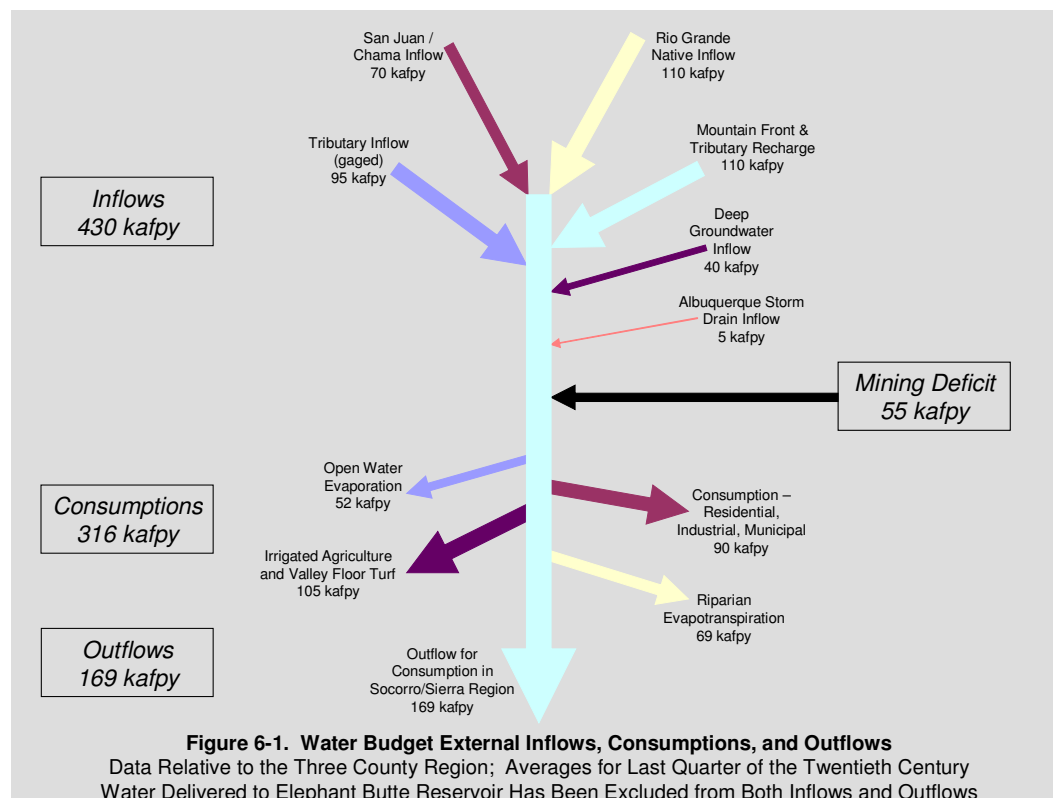 San Juan /
Chama Inflow
70 kafpy
Rio Grande
Native Inflow
110 kafpy
Tributary Inflow
(gaged)
95 kafpy
Mountain Front &
Tributary Recharge
110 kafpy
Inflows
430 kafpy
Deep
Groundwater
Inflow
40 kafpy
Albuquerque Storm
Drain Inflow
5 kafpy
Mining Deficit
55 kafpy
Open Water
Evaporation
52 kafpy
Consumptions
316 kafpy
Consumption –
Residential,
Industrial, Municipal
90 kafpy
Irrigated Agriculture
and Valley Floor Turf
105 kafpy
Riparian
Evapotranspiration
69 kafpy
Outflows
169 kafpy
Outflow for
Consumption in
Socorro/Sierra Region
169 kafpy
Figure 6-1. Water Budget External Inflows, Consumptions, and Outflows
Data Relative to the Three County Region; Averages for Last Quarter of the Twentieth Century
Water Delivered to Elephant Butte Reservoir Has Been Excluded from Both Inflows and Outflows